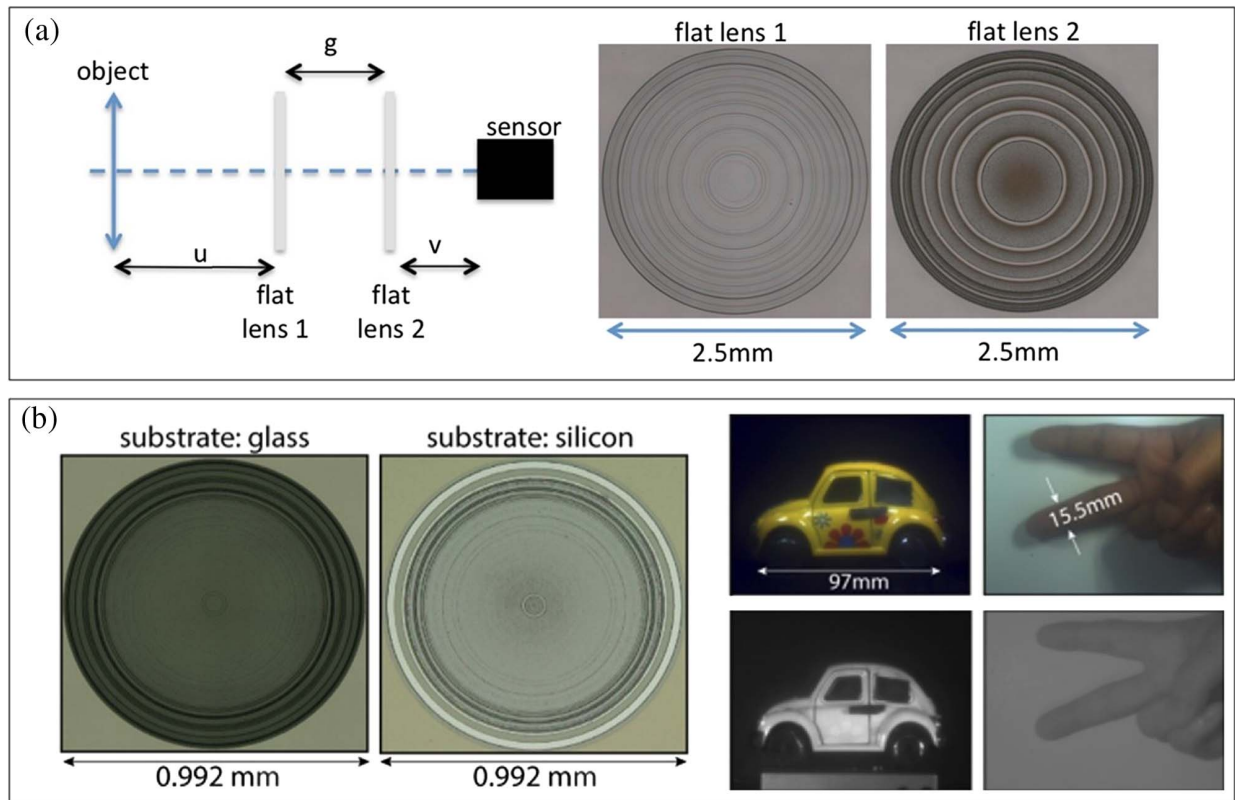 (a)
object
g
sensor
u
v
flat
lens 1
flat
lens 2
flat lens 1
flat lens 2
2.5mm
2.5mm
(b)
substrate: glass
substrate: silicon
0.992 mm
0.992 mm
97mm
15.5mm